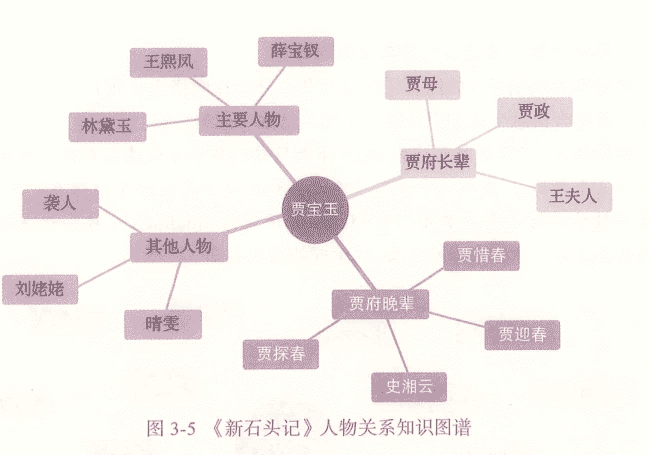 王熙凤
薛宝钗
主要人物
林黛玉
贾母
贾政
贾府长辈
王夫人
贾宝玉
袭人
其他人物
刘姥姥
晴雯
贾惜春
贾府晚辈
贾迎春
贾探春
史湘云
图 3-5 《新石头记》人物关系知识图谱